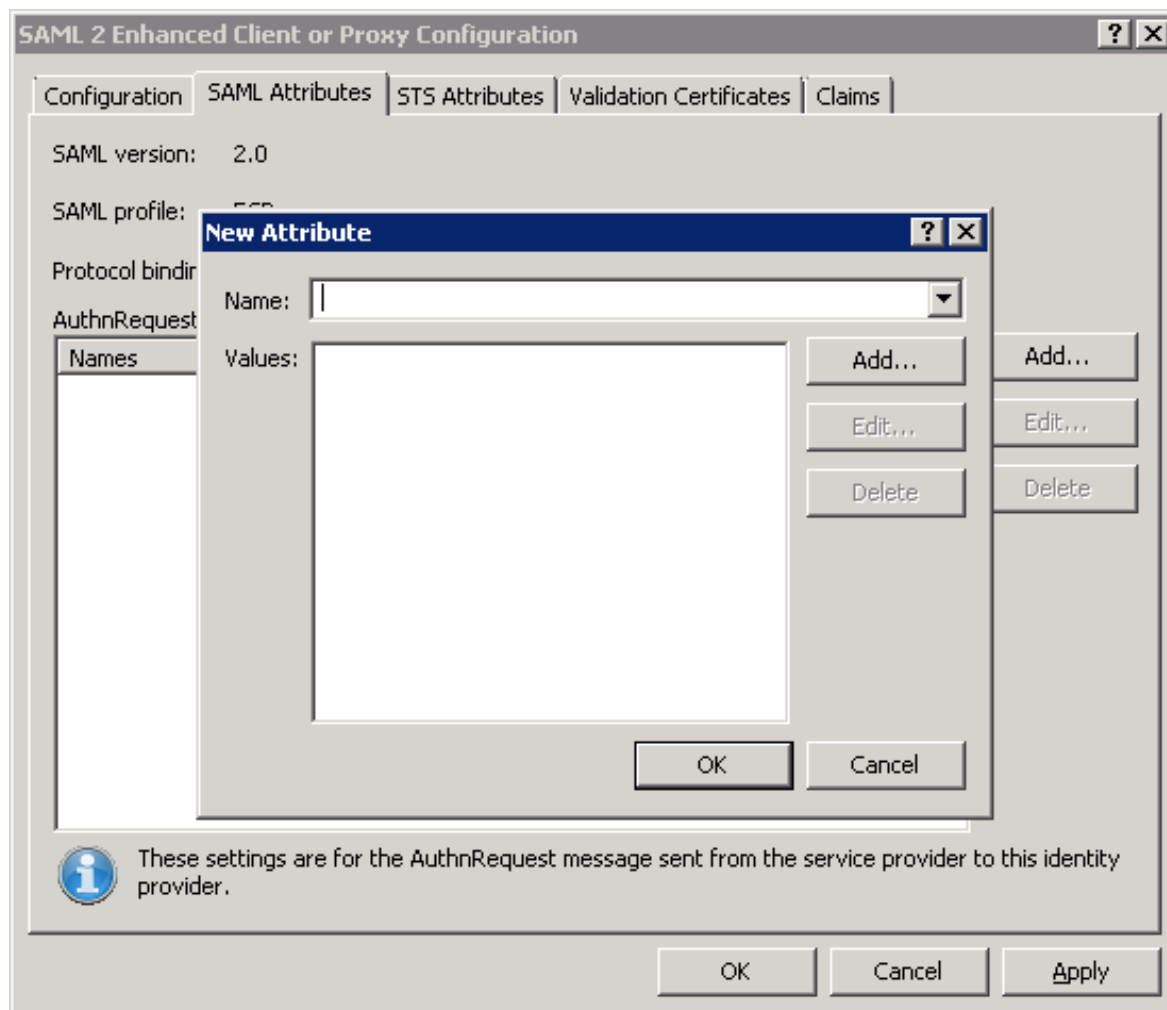 SAML 2 Enhanced Client or Proxy Configuration
Configuration SAML Attributes STS Attributes Validation Certificates Claims
SAML version: 2.0
SAML profile:
New Attribute
Protocol bindin
Name:
AuthnRequest
Names Values: Add... Add...
Edit... Edit...
Delete Delete
OK Cancel
These settings are for the AuthnRequest message sent from the service provider to this identity
provider.
OK Cancel Apply